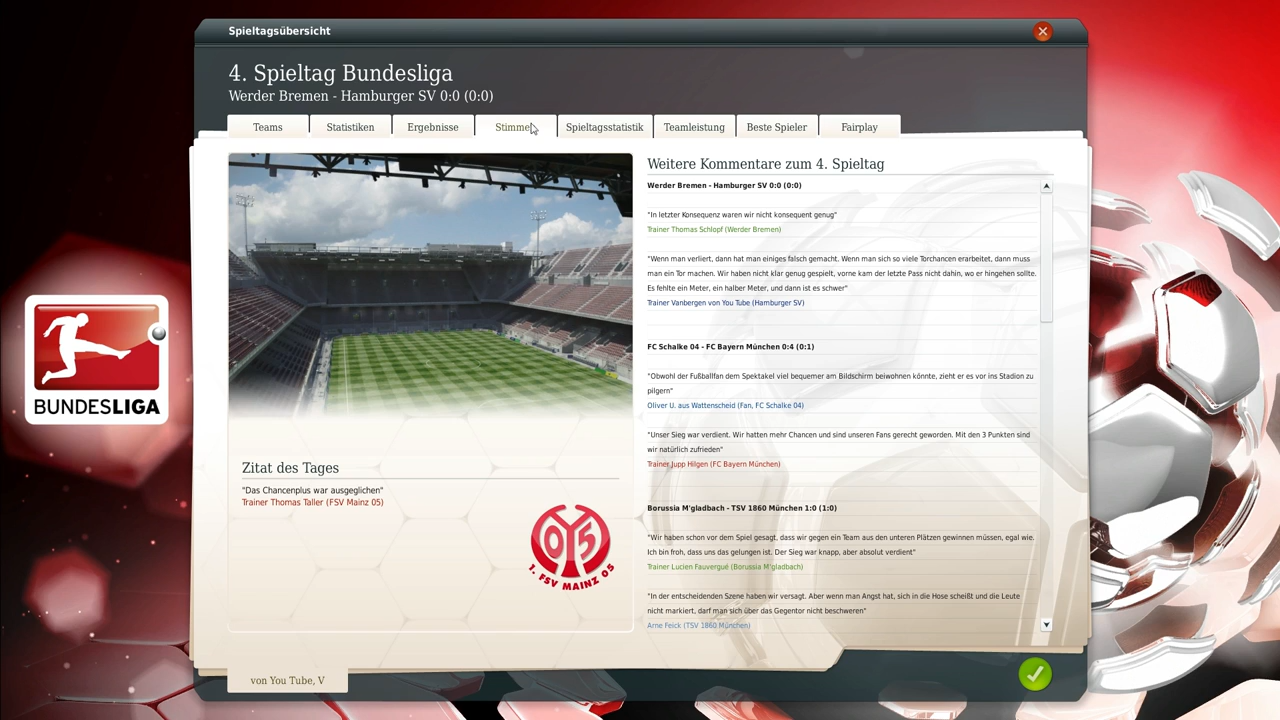 Spieltagsübersicht
4. Spieltag Bundesliga
Werder Bremen - Hamburger SV 0:0 (0:0)
Teams
Statistiken
Ergebnisse
Stimmen
Spieltagsstatistik
Teamleistung
Beste Spieler
Fairplay
Weitere Kommentare zum 4. Spieltag
Werder Bremen - Hamburger SV 0:0 (0:0)
"In letzter Konsequenz waren wir nicht konsequent genug"
Trainer Thomas Schlopf (Werder Bremen)
"Wenn man verliert, dann hat man einiges falsch gemacht. Wenn man sich so viele Torchancen erarbeitet, dann muss
man ein Tor machen. Wir haben nicht klar genug gespielt, vorne kam der letzte Pass nicht dahin, wo er hingehen sollte.
Es fehlte ein Meter, ein halber Meter, und dann ist es schwer"
Trainer Vanbergen von You Tube (Hamburger SV)
FC Schalke 04 - FC Bayern München 0:4 (0:1)
"Obwohl der Fußballfan dem Spektakel viel bequemer am Bildschirm beiwohnen könnte, zieht er es vor ins Stadion zu
pilgern"
Oliver U. aus Wattenscheid (Fan, FC Schalke 04)
"Unser Sieg war verdient. Wir hatten mehr Chancen und sind unseren Fans gerecht geworden. Mit den 3 Punkten sind
wir natürlich zufrieden"
Trainer Jupp Hilgen (FC Bayern München)
Borussia M'gladbach - TSV 1860 München 1:0 (1:0)
"Wir haben schon vor dem Spiel gesagt, dass wir gegen ein Team aus den unteren Plätzen gewinnen müssen, egal wie.
Ich bin froh, dass uns das gelungen ist. Der Sieg war knapp, aber absolut verdient"
Trainer Lucien Fauvergué (Borussia M'gladbach)
"In der entscheidenden Szene haben wir versagt. Aber wenn man Angst hat, sich in die Hose scheißt und die Leute
nicht markiert, darf man sich über das Gegentor nicht beschweren"
Arne Feick (TSV 1860 München)
Zitat des Tages
"Das Chancenplus war ausgeglichen"
Trainer Thomas Taller (FSV Mainz 05)
05
1. FSV MAINZ 05
BUNDESLIGA
von You Tube, V